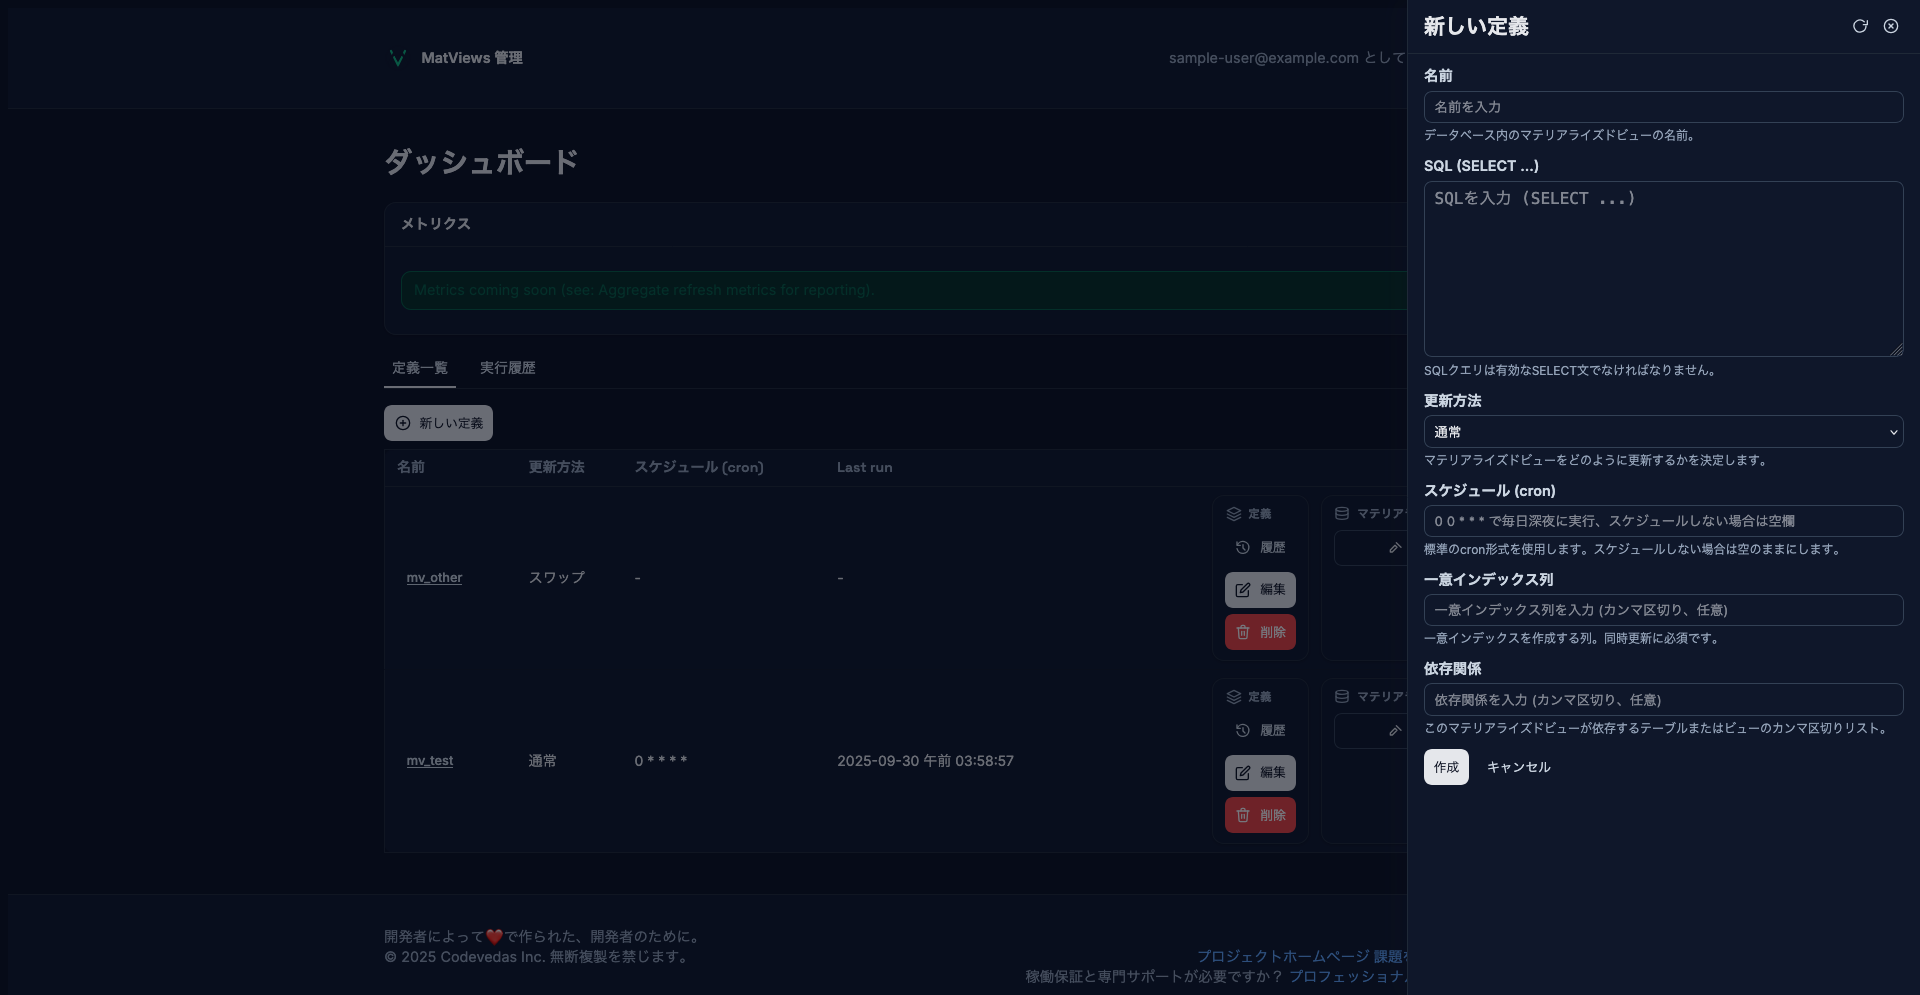 MatViews 管理
sample-user@example.com として
ダッシュボード
メトリクス
Metrics coming soon (see: Aggregate refresh metrics for reporting).
定義一覧 実行履歴
新しい定義
名前 更新方法 スケジュール (cron) Last run
定義 マテリアラ
履歴
mv_other スワップ - -
編集
削除
定義 マテリアラ
履歴
mv_test 通常 0 * * * * 2025-09-30 午前 03:58:57
編集
削除
開発者によって❤️で作られた、開発者のために。
© 2025 Codevedas Inc. 無断複製を禁じます。
プロジェクトホームページ 課題を
稼働保証と専門サポートが必要ですか？ プロフェッショナル
新しい定義
名前
名前を入力
データベース内のマテリアライズドビューの名前。
SQL (SELECT ...)
SQLを入力 (SELECT ...)
SQLクエリは有効なSELECT文でなければなりません。
更新方法
通常
マテリアライズドビューをどのように更新するかを決定します。
スケジュール (cron)
0 0 * * * で毎日深夜に実行、スケジュールしない場合は空欄
標準のcron形式を使用します。スケジュールしない場合は空のままにします。
一意インデックス列
一意インデックス列を入力 (カンマ区切り、任意)
一意インデックスを作成する列。同時更新に必須です。
依存関係
依存関係を入力 (カンマ区切り、任意)
このマテリアライズドビューが依存するテーブルまたはビューのカンマ区切りリスト。
作成 キャンセル